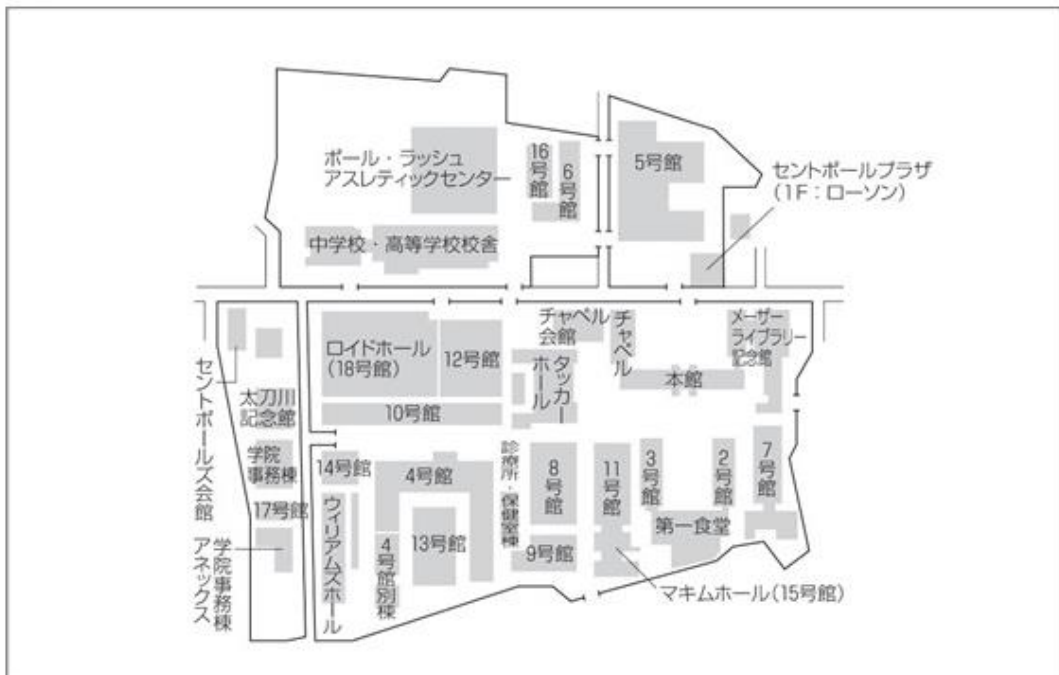 ポール・ラッシュ
アスレティックセンター
16号館
6号館
5号館
セントポールプラザ
(1F:ローソン)
中学校・高等学校校舎
ロイドホール
(18号館)
12号館
チャペル
会館
チャペル
メーザー
ライブラリー
記念館
タッカー
ホール
本館
10号館
セントポールズ会館
太刀川
記念館
学院
事務棟
17号館
学院事務棟
アネックス
14号館
ウィリアムズホール
4号館
4号館別棟
13号館
診療所・保健室棟
8号館
9号館
11号館
3号館
2号館
7号館
第一食堂
マキムホール(15号館)